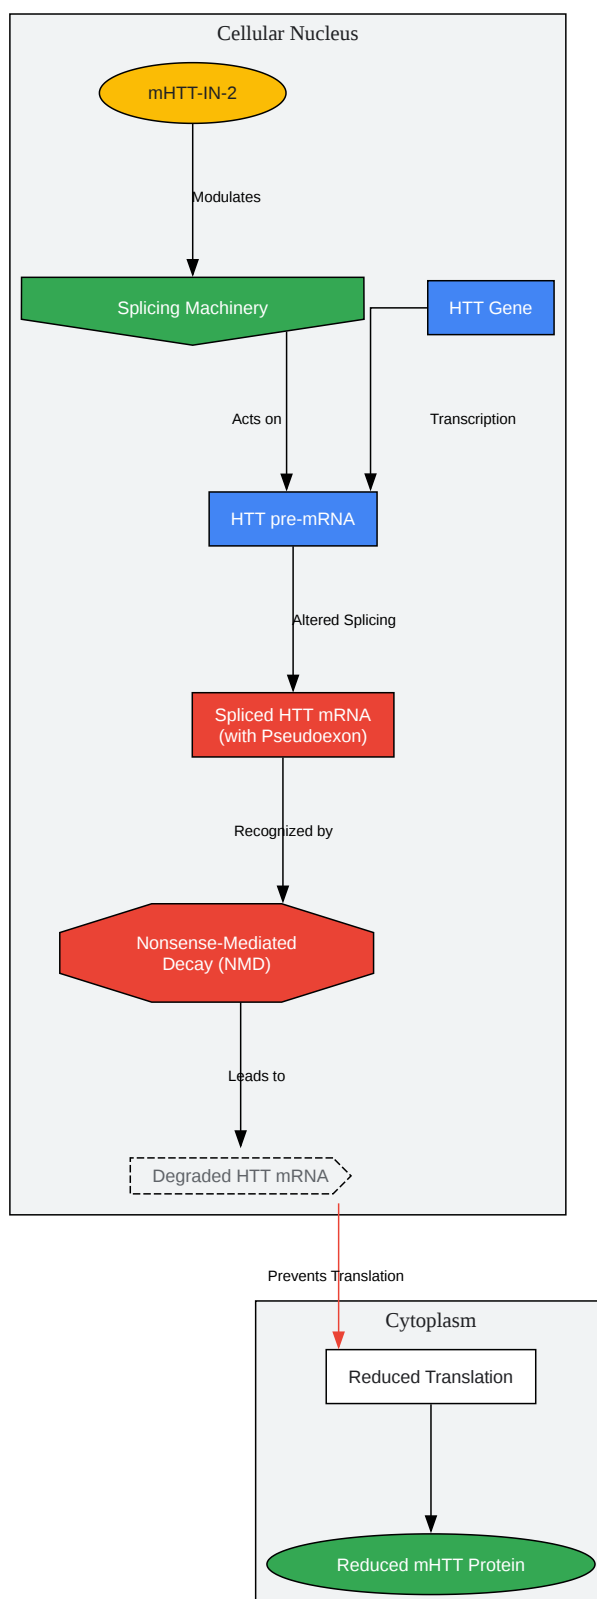 Cellular Nucleus
mHTT-IN-2
Modulates
Splicing Machinery
HTT Gene
Acts on
Transcription
HTT pre-mRNA
Altered Splicing
Spliced HTT mRNA
(with Pseudoexon)
Recognized by
Nonsense-Mediated
Decay (NMD)
Leads to
Degraded HTT mRNA
Prevents Translation
Cytoplasm
Reduced Translation
Reduced mHTT Protein